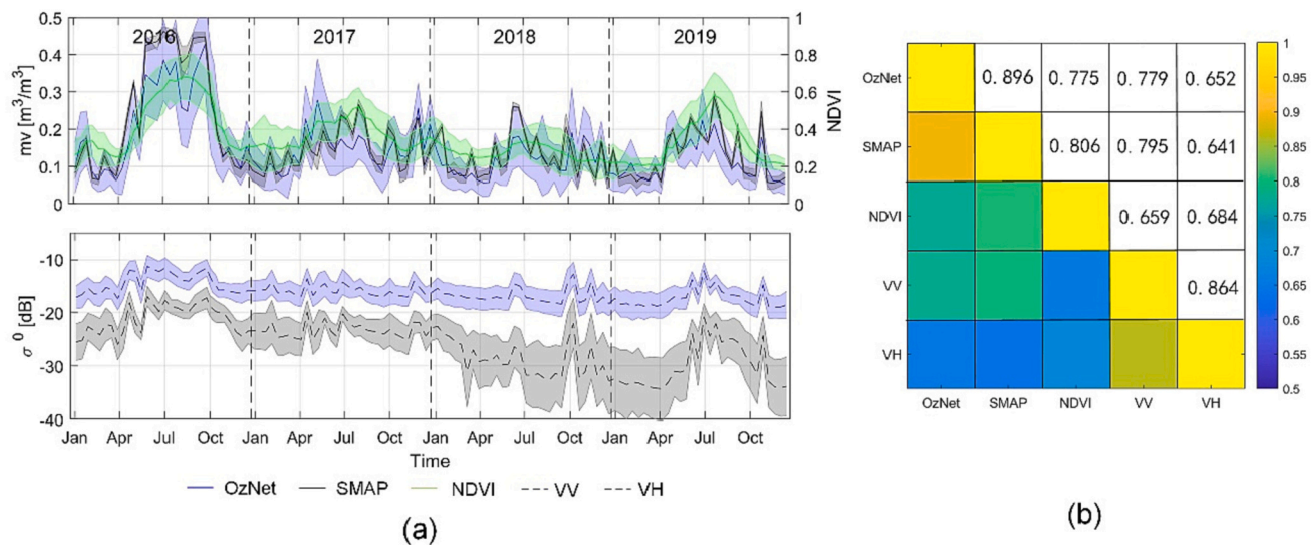 2016 2017 2018 2019
0.5
0.4
0.3
0.2
0.1
0
mv [m³/m³]
1
0.8
0.6
0.4
0.2
0
NDVI
-10
-20
-30
-40
σ⁰ [dB]
Jan Apr Jul Oct Jan Apr Jul Oct Jan Apr Jul Oct Jan Apr Jul Oct
Time
OzNet SMAP NDVI VV VH
(a)
OzNet 0.896 0.775 0.779 0.652
SMAP 0.806 0.795 0.641
NDVI 0.659 0.684
VV 0.864
VH
OzNet SMAP NDVI VV VH
1
0.95
0.9
0.85
0.8
0.75
0.7
0.65
0.6
0.55
0.5
(b)